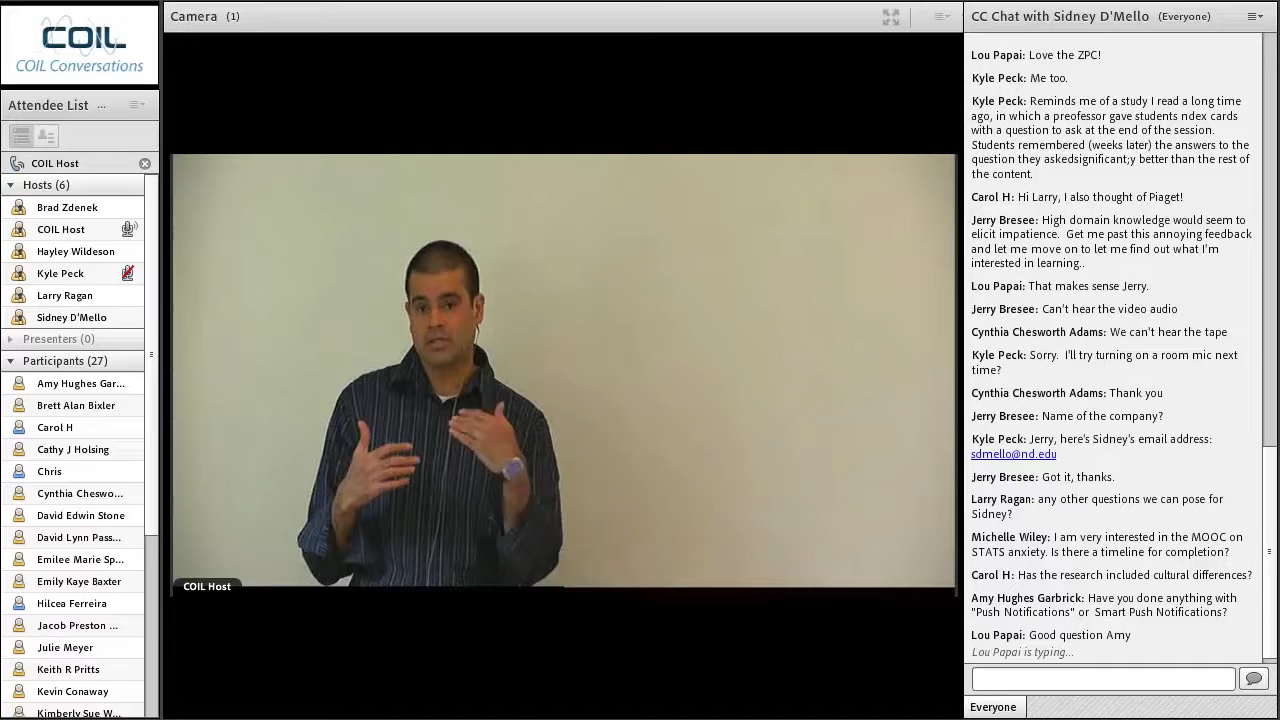 COIL
COIL Conversations
Attendee List ...
COIL Host
Hosts (6)
Brad Zdenek
COIL Host
Hayley Wildeson
Kyle Peck
Larry Ragan
Sidney D'Mello
Presenters (0)
Participants (27)
Amy Hughes Gar...
Brett Alan Bixler
Carol H
Cathy J Holsing
Chris
Cynthia Cheswo...
David Edwin Stone
David Lynn Pass...
Emilee Marie Sp...
Emily Kaye Baxter
Hilcea Ferreira
Jacob Preston ...
Julie Meyer
Keith R Pritts
Kevin Conaway
Kimberly Sue W...
Camera (1)
COIL Host
CC Chat with Sidney D'Mello (Everyone)
Lou Papai: Love the ZPC!
Kyle Peck: Me too.
Kyle Peck: Reminds me of a study I read a long time
ago, in which a preofessor gave students ndex cards
with a question to ask at the end of the session.
Students remembered (weeks later) the answers to the
question they askedsignificant;y better than the rest of
the content.
Carol H: Hi Larry, I also thought of Piaget!
Jerry Bresee: High domain knowledge would seem to
elicit impatience. Get me past this annoying feedback
and let me move on to let me find out what I'm
interested in learning..
Lou Papai: That makes sense Jerry.
Jerry Bresee: Can't hear the video audio
Cynthia Chesworth Adams: We can't hear the tape
Kyle Peck: Sorry. I'll try turning on a room mic next
time?
Cynthia Chesworth Adams: Thank you
Jerry Bresee: Name of the company?
Kyle Peck: Jerry, here's Sidney's email address:
sdmello@nd.edu
Jerry Bresee: Got it, thanks.
Larry Ragan: any other questions we can pose for
Sidney?
Michelle Wiley: I am very interested in the MOOC on
STATS anxiety. Is there a timeline for completion?
Carol H: Has the research included cultural differences?
Amy Hughes Garbrick: Have you done anything with
"Push Notifications" or Smart Push Notifications?
Lou Papai: Good question Amy
Lou Papai is typing...
Everyone